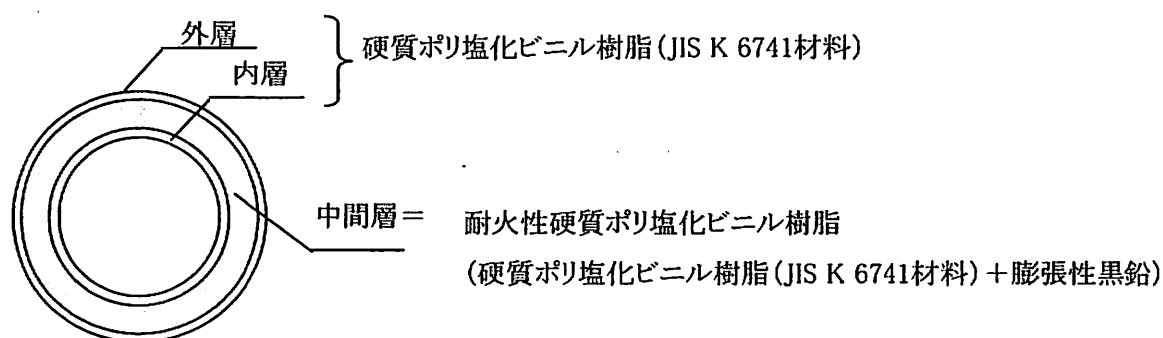 外層
硬質ポリ塩化ビニル樹脂(JIS K 6741材料)
内層
中間層=
耐火性硬質ポリ塩化ビニル樹脂
(硬質ポリ塩化ビニル樹脂(JIS K 6741材料)+膨張性黒鉛)